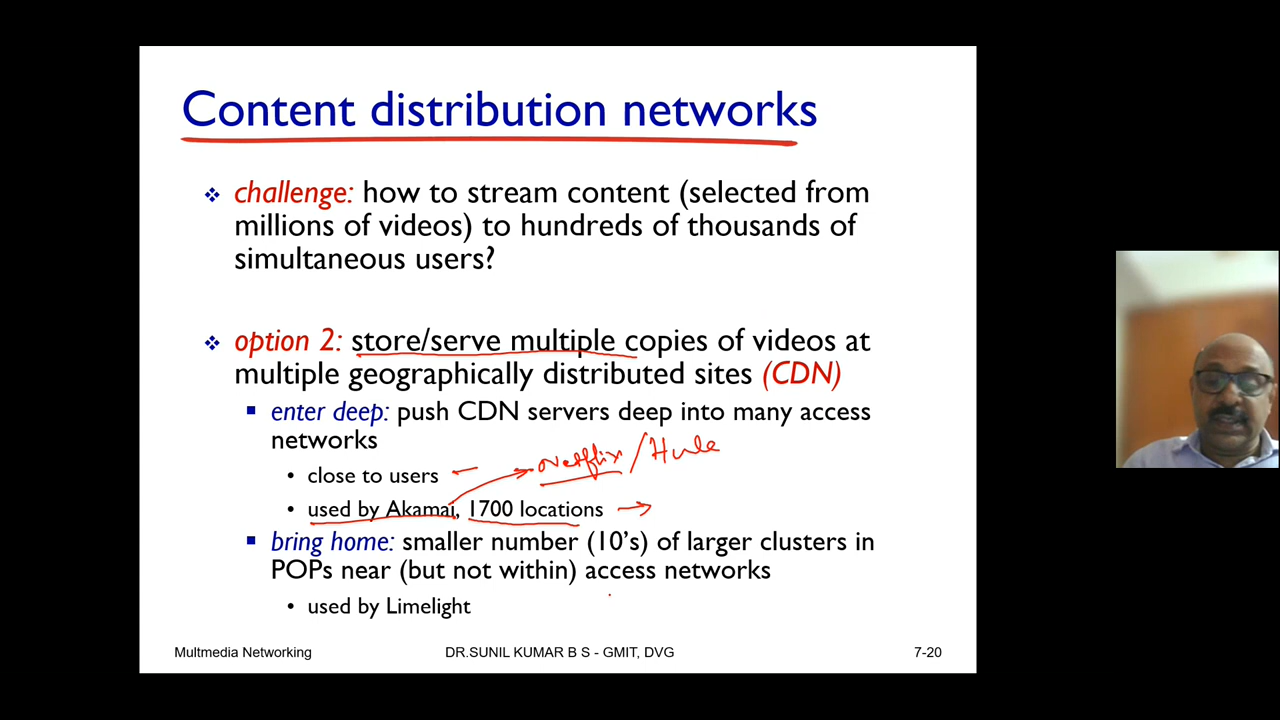 Content distribution networks
❖ challenge: how to stream content (selected from
millions of videos) to hundreds of thousands of
simultaneous users?
❖ option 2: store/serve multiple copies of videos at
multiple geographically distributed sites (CDN)
▪ enter deep: push CDN servers deep into many access
networks
Netflix/Hulu
• close to users
• used by Akamai, 1700 locations
▪ bring home: smaller number (10's) of larger clusters in
POPs near (but not within) access networks
• used by Limelight
Multmedia Networking DR.SUNIL KUMAR B S - GMIT, DVG 7-20